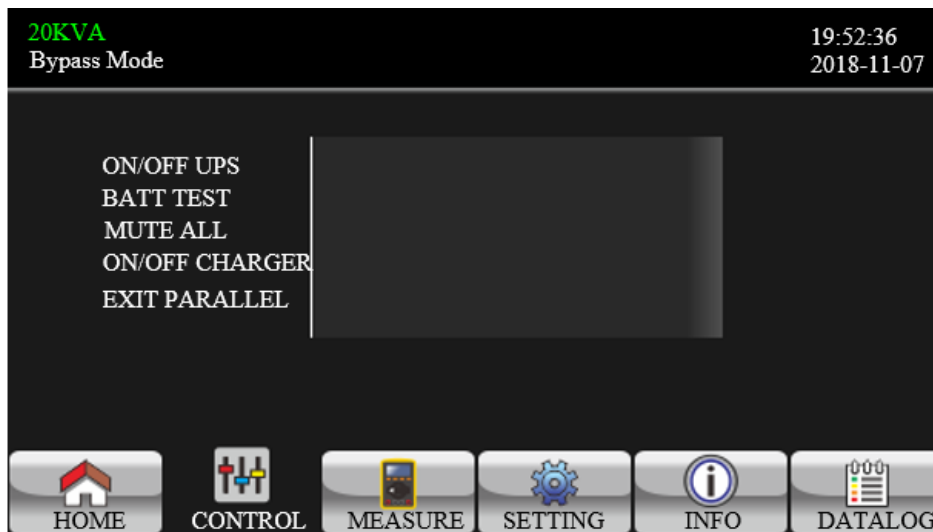 20KVA
Bypass Mode
19:52:36
2018-11-07
ON/OFF UPS
BATT TEST
MUTE ALL
ON/OFF CHARGER
EXIT PARALLEL
HOME
CONTROL
MEASURE
SETTING
INFO
DATALOG